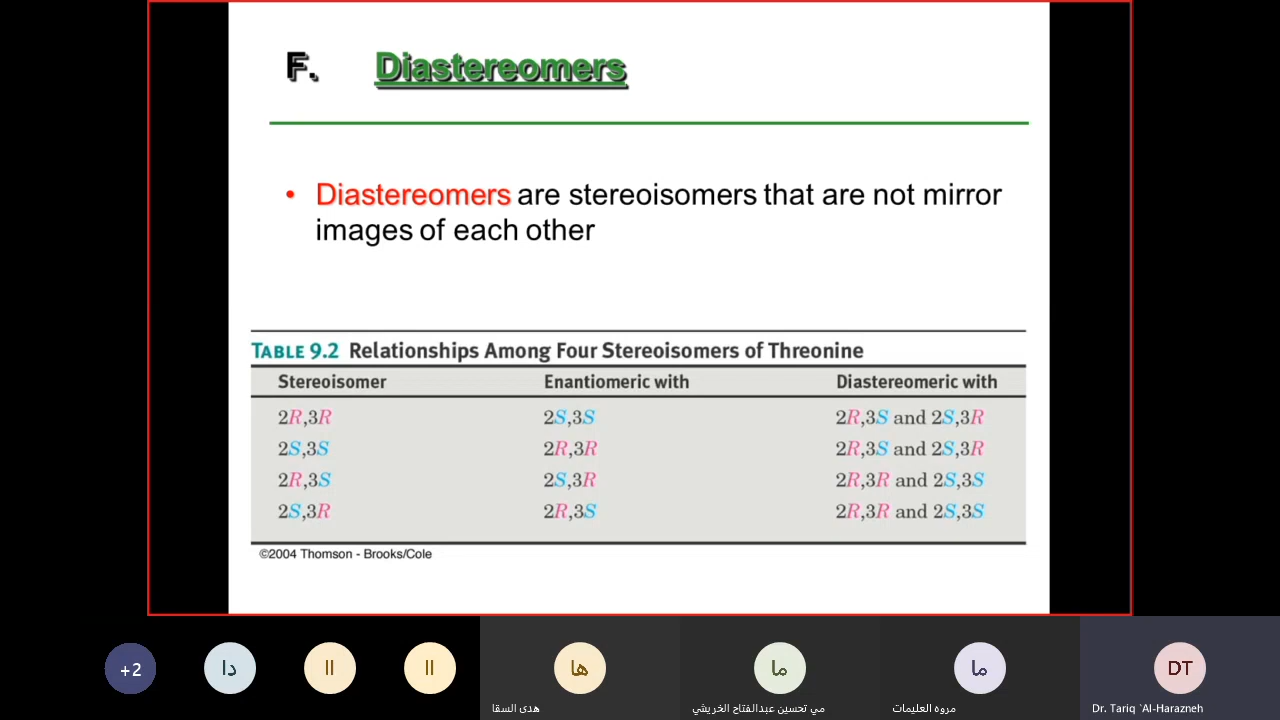 F. Diastereomers
• Diastereomers are stereoisomers that are not mirror
images of each other
TABLE 9.2 Relationships Among Four Stereoisomers of Threonine
Stereoisomer Enantiomeric with Diastereomeric with
2R,3R 2S,3S 2R,3S and 2S,3R
2S,3S 2R,3R 2R,3S and 2S,3R
2R,3S 2S,3R 2R,3R and 2S,3S
2S,3R 2R,3S 2R,3R and 2S,3S
©2004 Thomson - Brooks/Cole
+2 دا اا اا ها ما ما DT
هدى السقا مي تحسين عبدالفتاح الخريشي مروه العليمات Dr. Tariq `Al-Harazneh